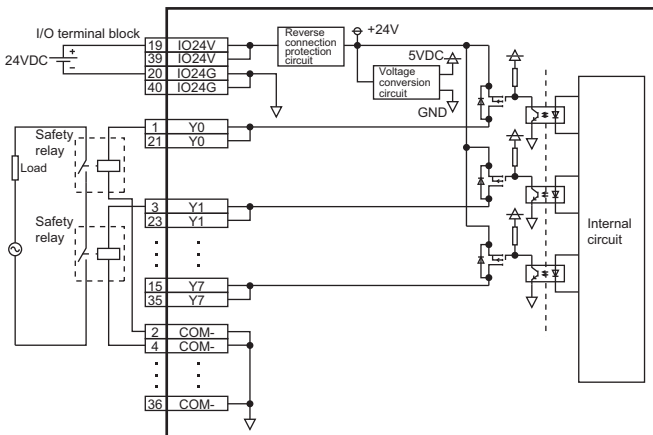 I/O terminal block
24VDC
+
−
19 IO24V
39 IO24V
20 IO24G
40 IO24G
Reverse
connection
protection
circuit
+24V
5VDC
Voltage
conversion
circuit
GND
Safety
relay
Load
1 Y0
21 Y0
Safety
relay
3 Y1
23 Y1
15 Y7
35 Y7
2 COM-
4 COM-
36 COM-
Internal
circuit